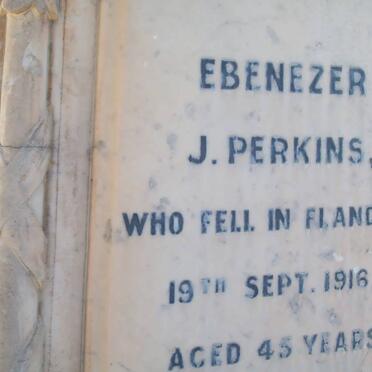 EBENEZER
J. PERKINS,
WHO FELL IN FLAND
19TH SEPT. 1916
AGED 45 YEARS